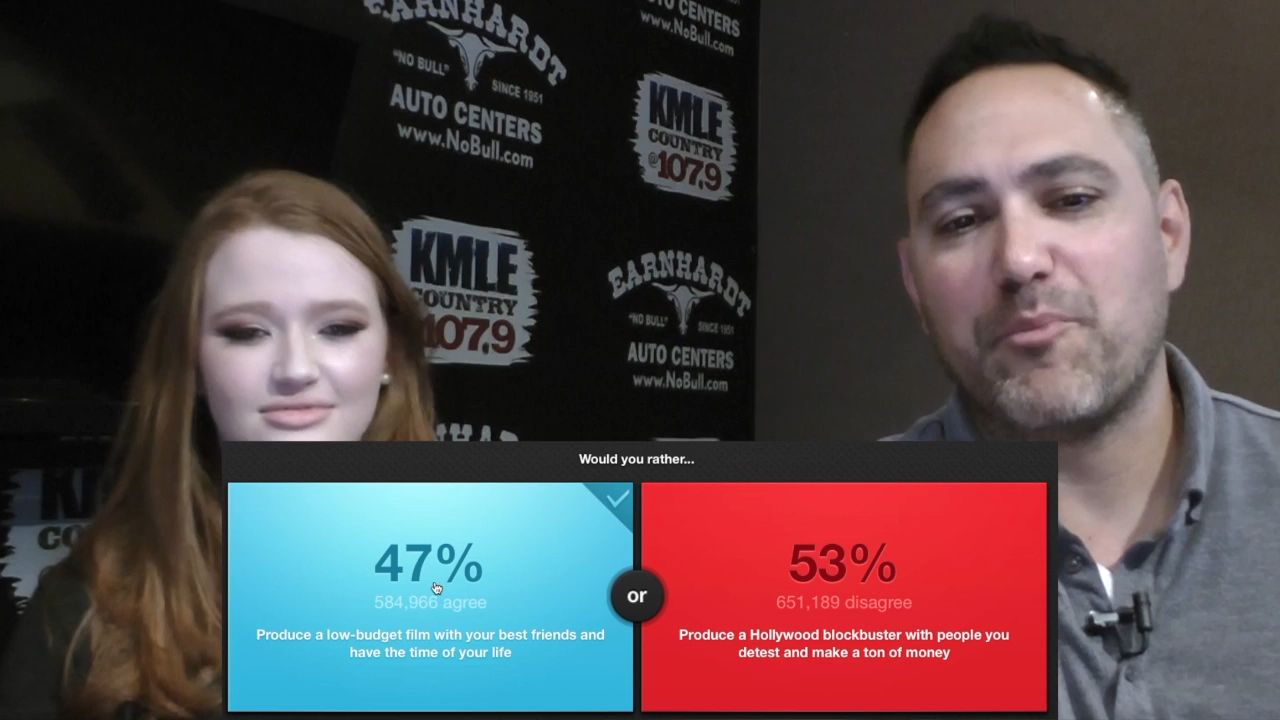 EARNHARDT
"NO BULL"
SINCE 1951
AUTO CENTERS
www.NoBull.com
AUTO CENTERS
www.NoBull.com
KMLE
COUNTRY
@107.9
KMLE
COUNTRY
107.9
EARNHARDT
"NO BULL"
SINCE 1951
AUTO CENTERS
www.NoBull.com
Would you rather...
47%
584,966 agree
Produce a low-budget film with your best friends and
have the time of your life
or
53%
651,189 disagree
Produce a Hollywood blockbuster with people you
detest and make a ton of money